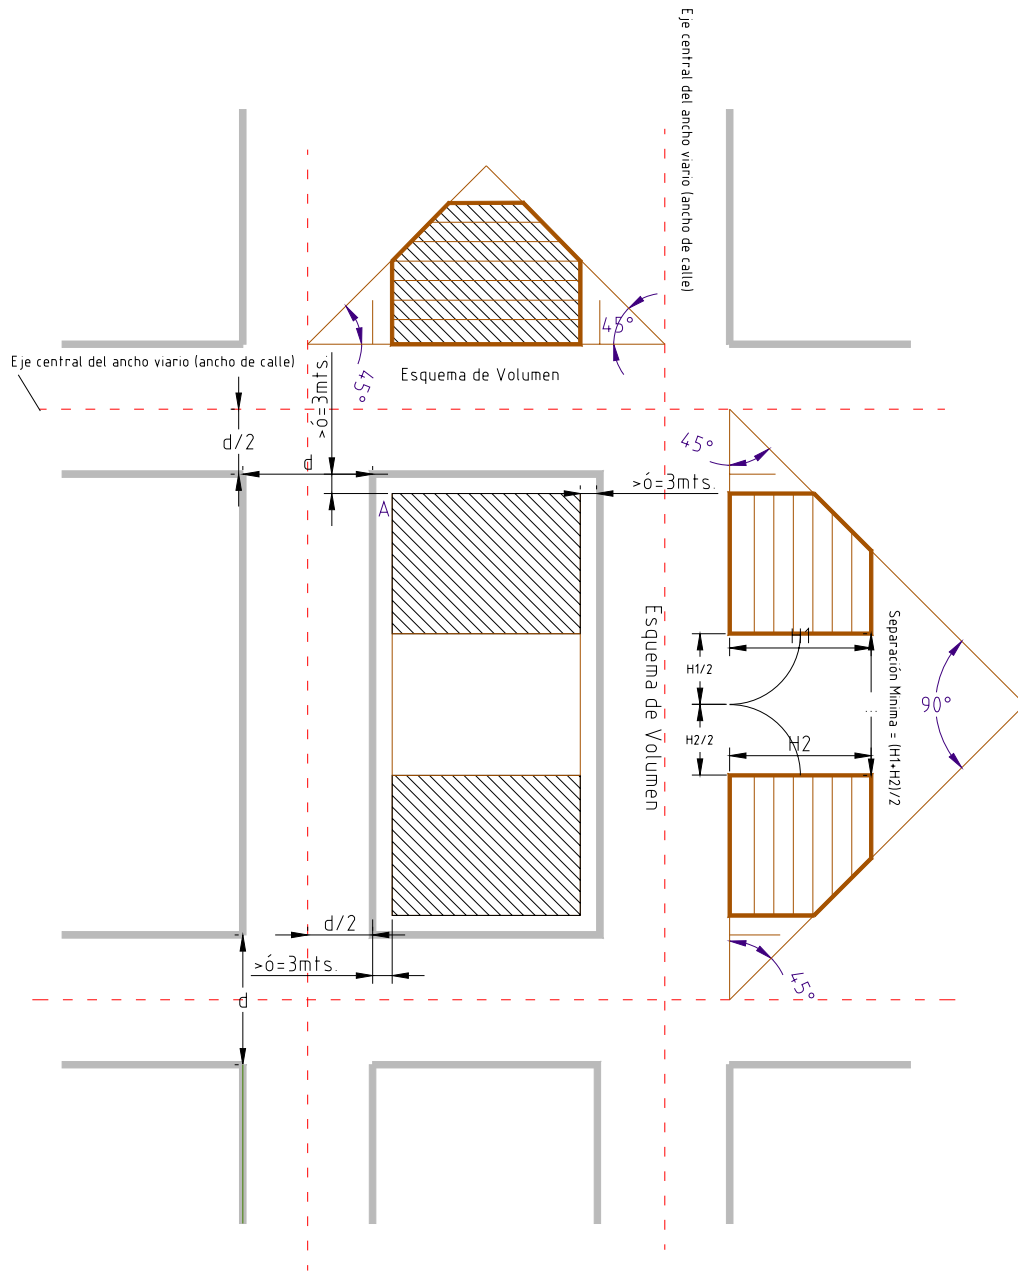 Eje central del ancho viario (ancho de calle)
45°
45°
Esquema de Volumen
Eje central del ancho viario (ancho de calle)
>ó=3mts.
d/2
d
45°
>ó=3mts.
A
Esquema de Volumen
H1
H1/2
Separación Minima = (H1+H2)/2
90°
...
H2/2
H2
d/2
>ó=3mts.
d
45°